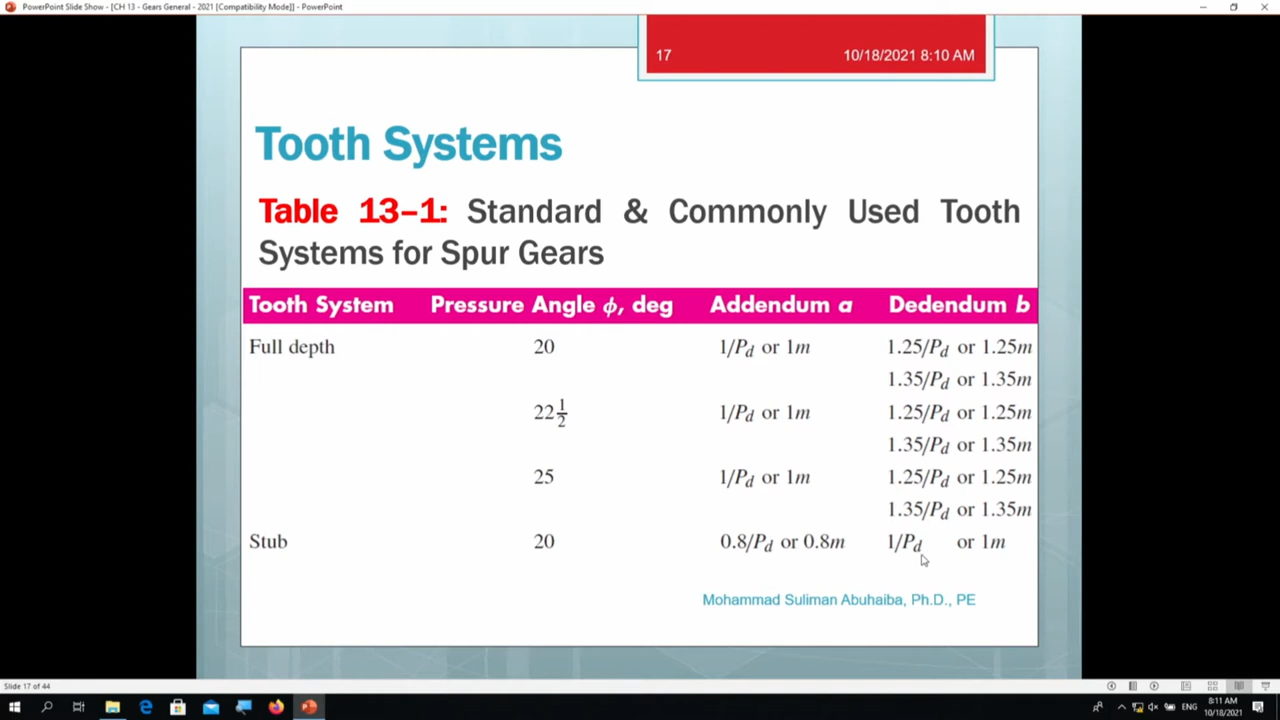 PowerPoint Slide Show - [CH 13 - Gears General - 2021 [Compatibility Mode]] - PowerPoint
17 10/18/2021 8:10 AM
Tooth Systems
Table 13–1: Standard & Commonly Used Tooth
Systems for Spur Gears
Tooth System Pressure Angle ϕ, deg Addendum a Dedendum b
Full depth 20 1/Pd or 1m 1.25/Pd or 1.25m
1.35/Pd or 1.35m
22 1/2 1/Pd or 1m 1.25/Pd or 1.25m
1.35/Pd or 1.35m
25 1/Pd or 1m 1.25/Pd or 1.25m
1.35/Pd or 1.35m
Stub 20 0.8/Pd or 0.8m 1/Pd or 1m
Mohammad Suliman Abuhaiba, Ph.D., PE
Slide 17 of 44
ENG
8:11 AM
10/18/2021